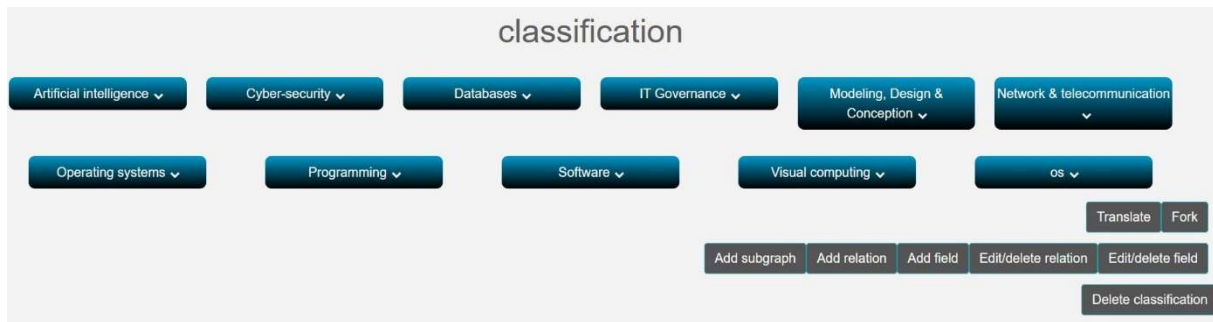 classification
Artificial intelligence
Cyber-security
Databases
IT Governance
Modeling, Design &
Conception
Network & telecommunication
Operating systems
Programming
Software
Visual computing
os
Translate
Fork
Add subgraph
Add relation
Add field
Edit/delete relation
Edit/delete field
Delete classification